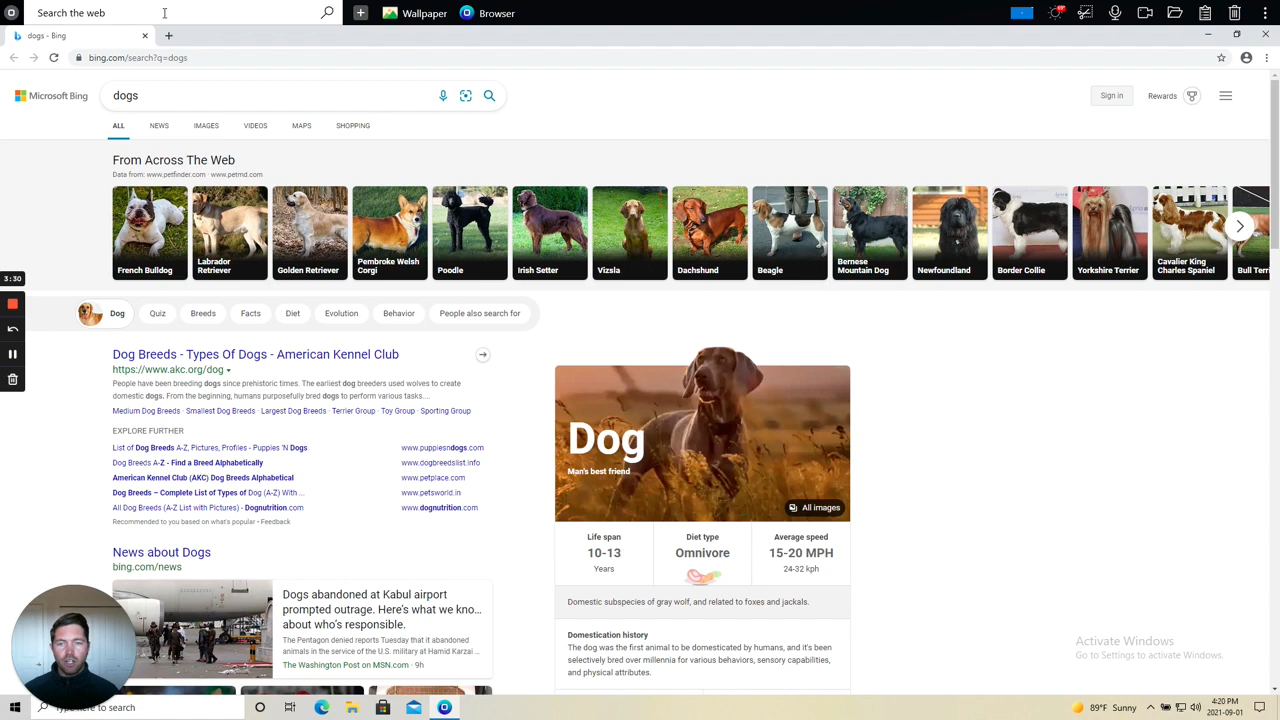 Search the web
Wallpaper
Browser
dogs - Bing
bing.com/search?q=dogs
Microsoft Bing
dogs
Sign in
Rewards
ALL NEWS IMAGES VIDEOS MAPS SHOPPING
From Across The Web
Data from: www.petfinder.com · www.petmd.com
French Bulldog
Labrador Retriever
Golden Retriever
Pembroke Welsh Corgi
Poodle
Irish Setter
Vizsla
Dachshund
Beagle
Bernese Mountain Dog
Newfoundland
Border Collie
Yorkshire Terrier
Cavalier King Charles Spaniel
Bull Terri
3:30
Dog Quiz Breeds Facts Diet Evolution Behavior People also search for
Dog Breeds - Types Of Dogs - American Kennel Club
https://www.akc.org/dog
People have been breeding dogs since prehistoric times. The earliest dog breeders used wolves to create
domestic dogs. From the beginning, humans purposefully bred dogs to perform various tasks....
Medium Dog Breeds · Smallest Dog Breeds · Largest Dog Breeds · Terrier Group · Toy Group · Sporting Group
EXPLORE FURTHER
List of Dog Breeds A-Z, Pictures, Profiles - Puppies 'N Dogs www.puppiesndogs.com
Dog Breeds A-Z - Find a Breed Alphabetically www.dogbreedslist.info
American Kennel Club (AKC) Dog Breeds Alphabetical www.petplace.com
Dog Breeds – Complete List of Types of Dog (A-Z) With ... www.petsworld.in
All Dog Breeds (A-Z List with Pictures) - Dognutrition.com www.dognutrition.com
Recommended to you based on what's popular • Feedback
News about Dogs
bing.com/news
Dogs abandoned at Kabul airport
prompted outrage. Here's what we kno...
about who's responsible.
The Pentagon denied reports Tuesday that it abandoned
animals in the service of the U.S. military at Hamid Karzai ...
The Washington Post on MSN.com · 9h
Dog
Man's best friend
All images
Life span Diet type Average speed
10-13 Omnivore 15-20 MPH
Years 24-32 kph
Domestic subspecies of gray wolf, and related to foxes and jackals.
Domestication history
The dog was the first animal to be domesticated by humans, and it's been
selectively bred over millennia for various behaviors, sensory capabilities,
and physical attributes.
Activate Windows
Go to Settings to activate Windows.
here to search
89°F Sunny
4:20 PM
2021-09-01